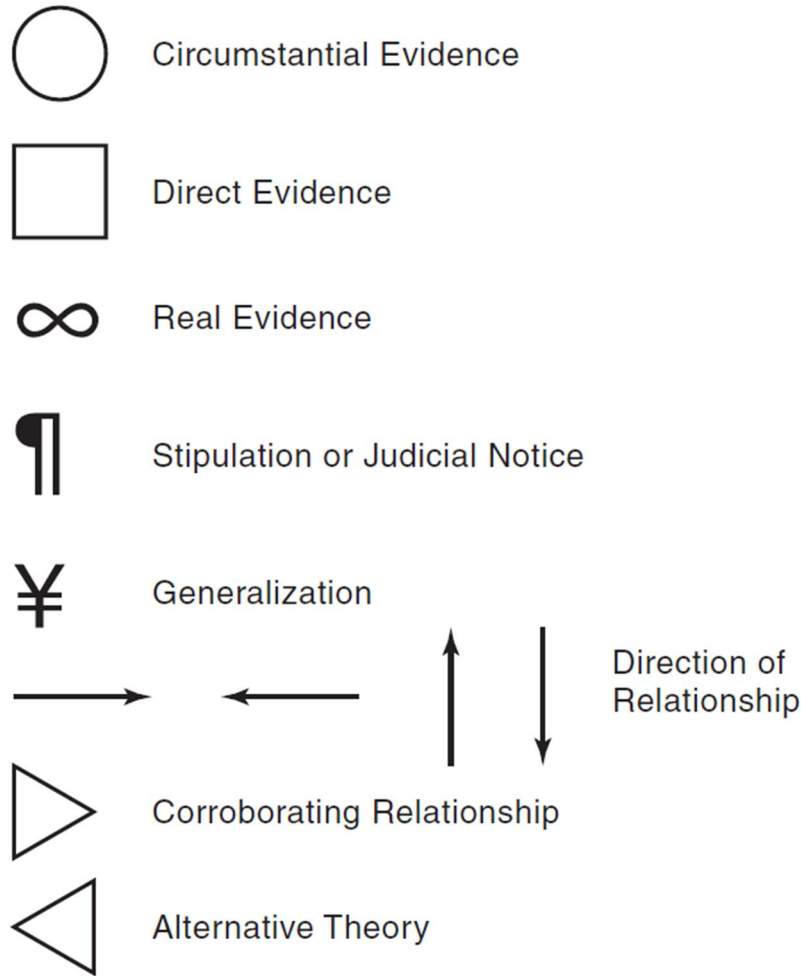 Circumstantial Evidence
Direct Evidence
∞ Real Evidence
¶ Stipulation or Judicial Notice
¥ Generalization
Direction of
Relationship
Corroborating Relationship
Alternative Theory